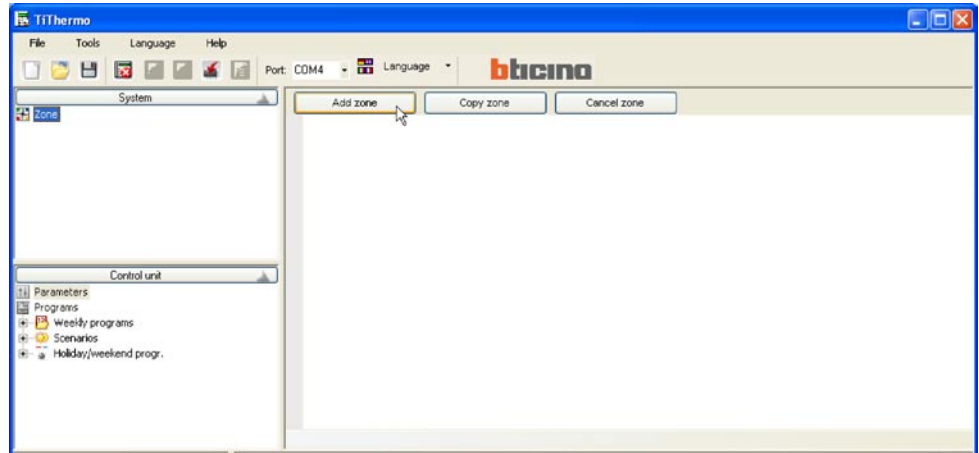 TiThermo
File Tools Language Help
Port: COM4 Language bticino
System
Zone
Add zone Copy zone Cancel zone
Control unit
Parameters
Programs
Weekly programs
Scenarios
Holiday/weekend progr.